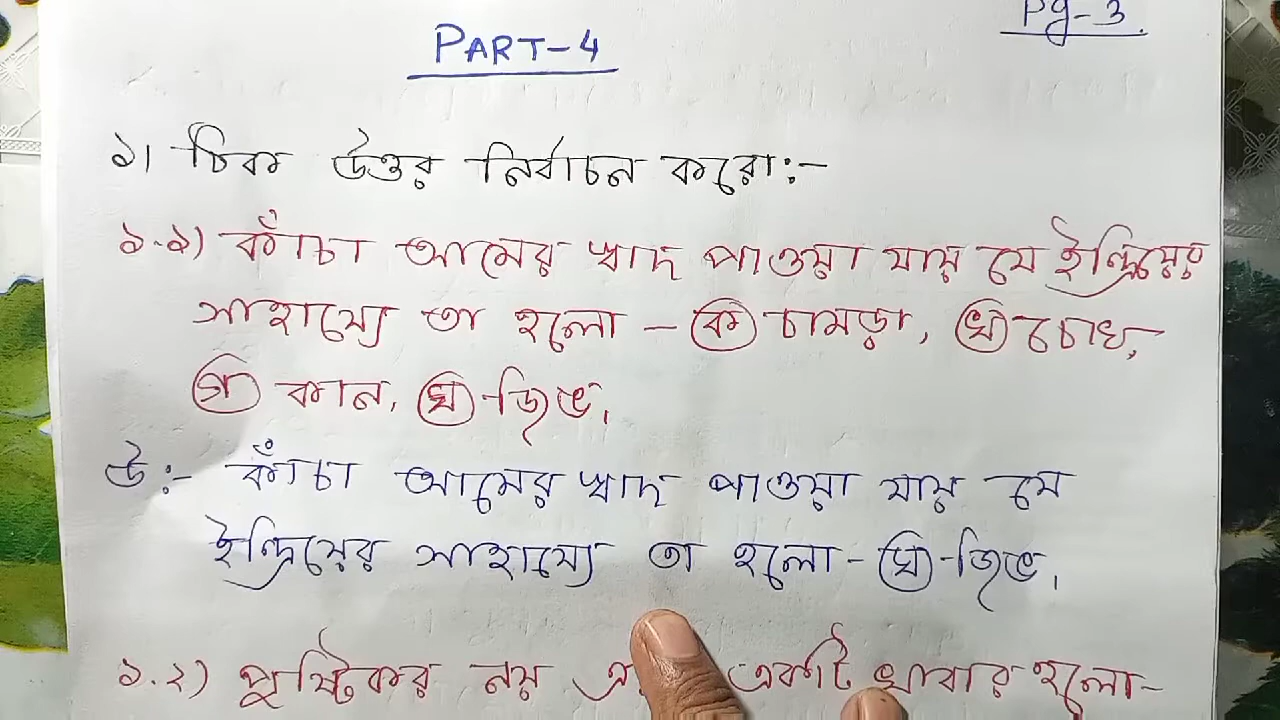 Pg-3.
PART-4
১। ঠিক উত্তর নির্বাচন করো:-
১.১) কাঁচা আমের স্বাদ পাওয়া যায় যে ইন্দ্রিয়ের
সাহায্যে তা হলো - (ক) চামড়া, (খ) চোখ,
(গ) কান, (ঘ) জিভ,
উ:- কাঁচা আমের স্বাদ পাওয়া যায় যে
ইন্দ্রিয়ের সাহায্যে তা হলো - (ঘ) জিভ,
১.২) পুষ্টিকর নয় একটি খাবার হলো-